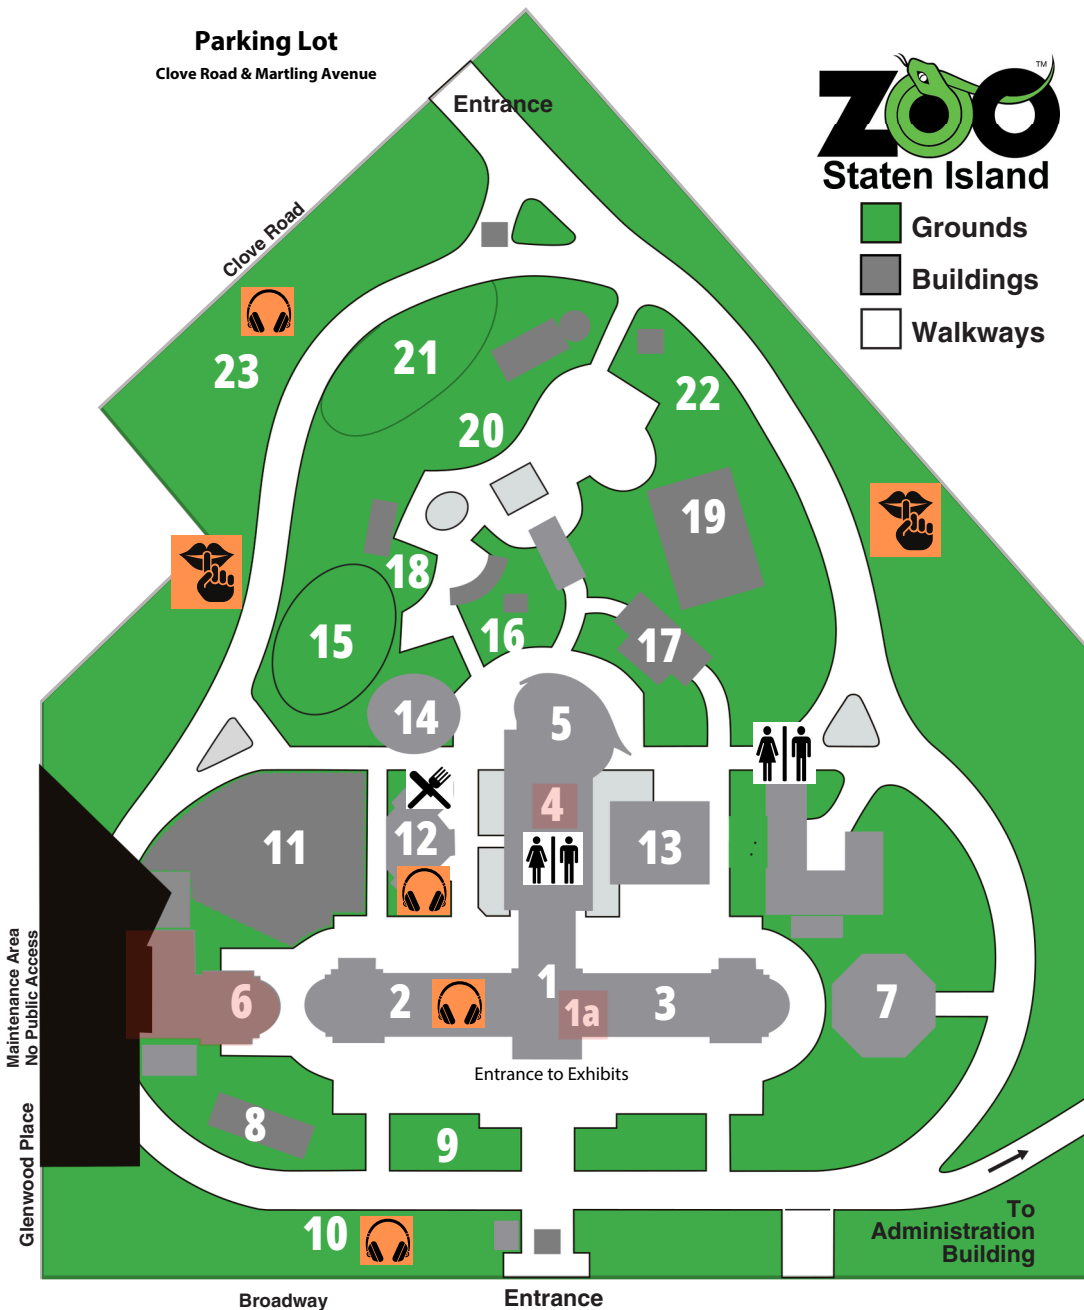 Parking Lot
Clove Road & Martling Avenue
Entrance
ZOO
TM
Staten Island
Grounds
Buildings
Walkways
Clove Road
23
21
20
22
19
18
15
16
17
14
5
4
12
11
13
6
2
1
1a
3
7
Entrance to Exhibits
8
9
10
Maintenance Area
No Public Access
Glenwood Place
To
Administration
Building
Broadway
Entrance